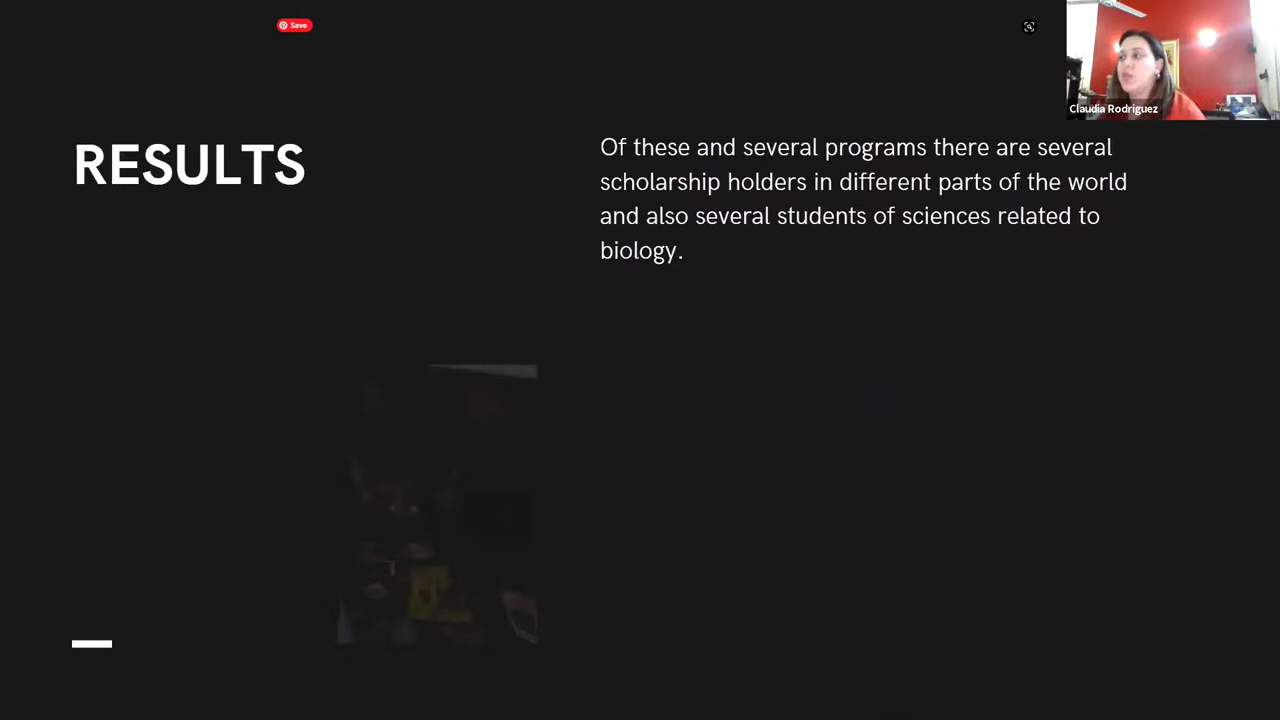 Save
Claudia Rodriguez
RESULTS
Of these and several programs there are several
scholarship holders in different parts of the world
and also several students of sciences related to
biology.